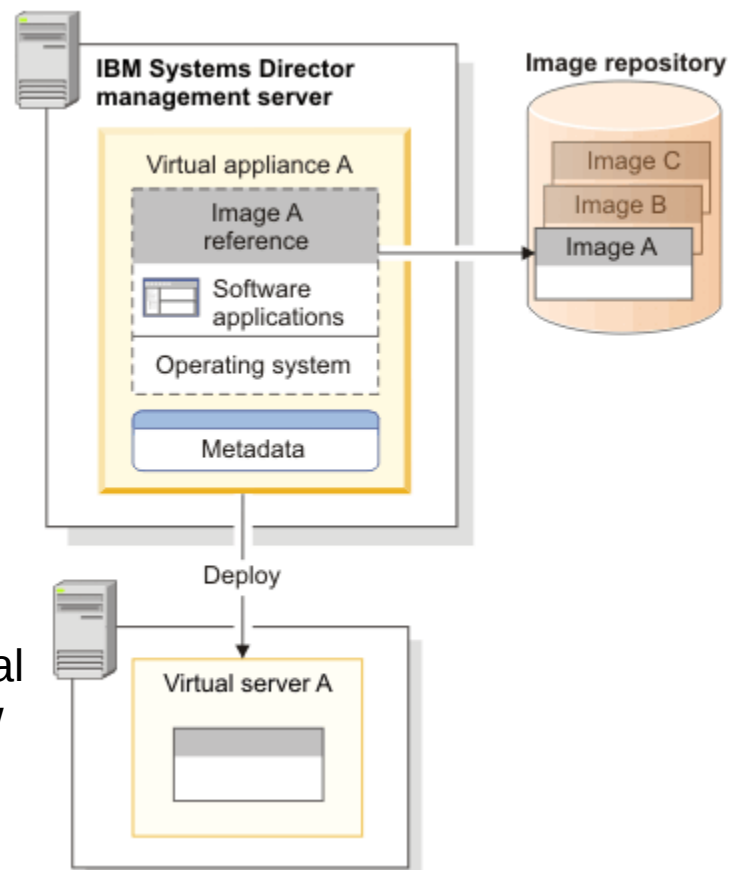 IBM Systems Director
management server
Image repository
Virtual appliance A
Image A
reference
Software
applications
Operating system
Metadata
Image C
Image B
Image A
Deploy
Virtual server A